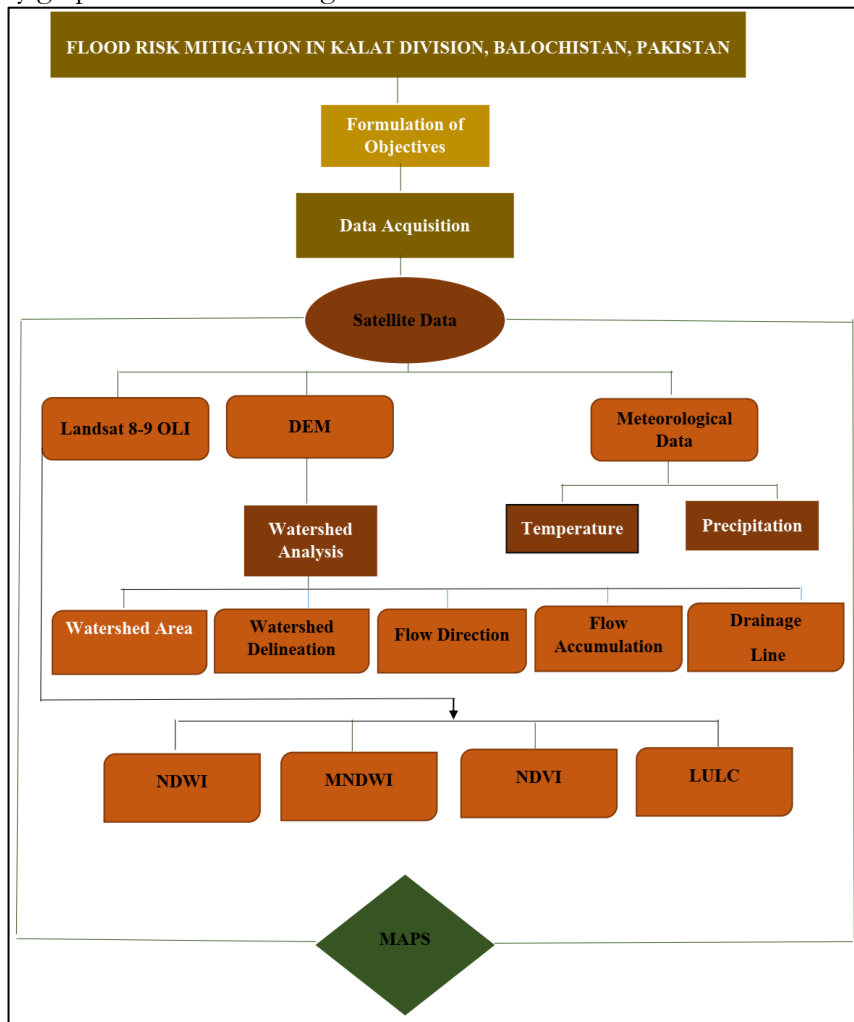 FLOOD RISK MITIGATION IN KALAT DIVISION, BALOCHISTAN, PAKISTAN
Formulation of
Objectives
Data Acquisition
Satellite Data
Landsat 8-9 OLI
DEM
Meteorological
Data
Watershed
Analysis
Temperature
Precipitation
Watershed Area
Watershed
Delineation
Flow Direction
Flow
Accumulation
Drainage
Line
NDWI
MNDWI
NDVI
LULC
MAPS